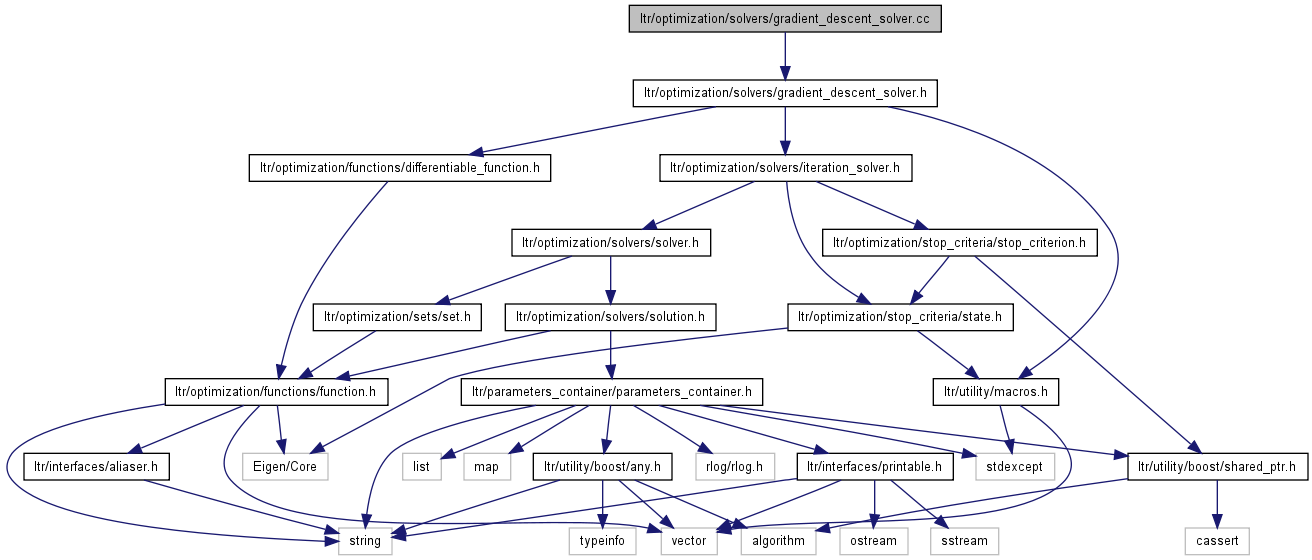 ltr/optimization/solvers/gradient_descent_solver.cc
ltr/optimization/solvers/gradient_descent_solver.h
ltr/optimization/functions/differentiable_function.h
ltr/optimization/solvers/iteration_solver.h
ltr/optimization/solvers/solver.h
ltr/optimization/stop_criteria/stop_criterion.h
ltr/optimization/sets/set.h
ltr/optimization/solvers/solution.h
ltr/optimization/stop_criteria/state.h
ltr/optimization/functions/function.h
ltr/parameters_container/parameters_container.h
ltr/utility/macros.h
ltr/interfaces/aliaser.h
Eigen/Core
list
map
ltr/utility/boost/any.h
rlog/rlog.h
ltr/interfaces/printable.h
stdexcept
ltr/utility/boost/shared_ptr.h
string
typeinfo
vector
algorithm
ostream
sstream
cassert